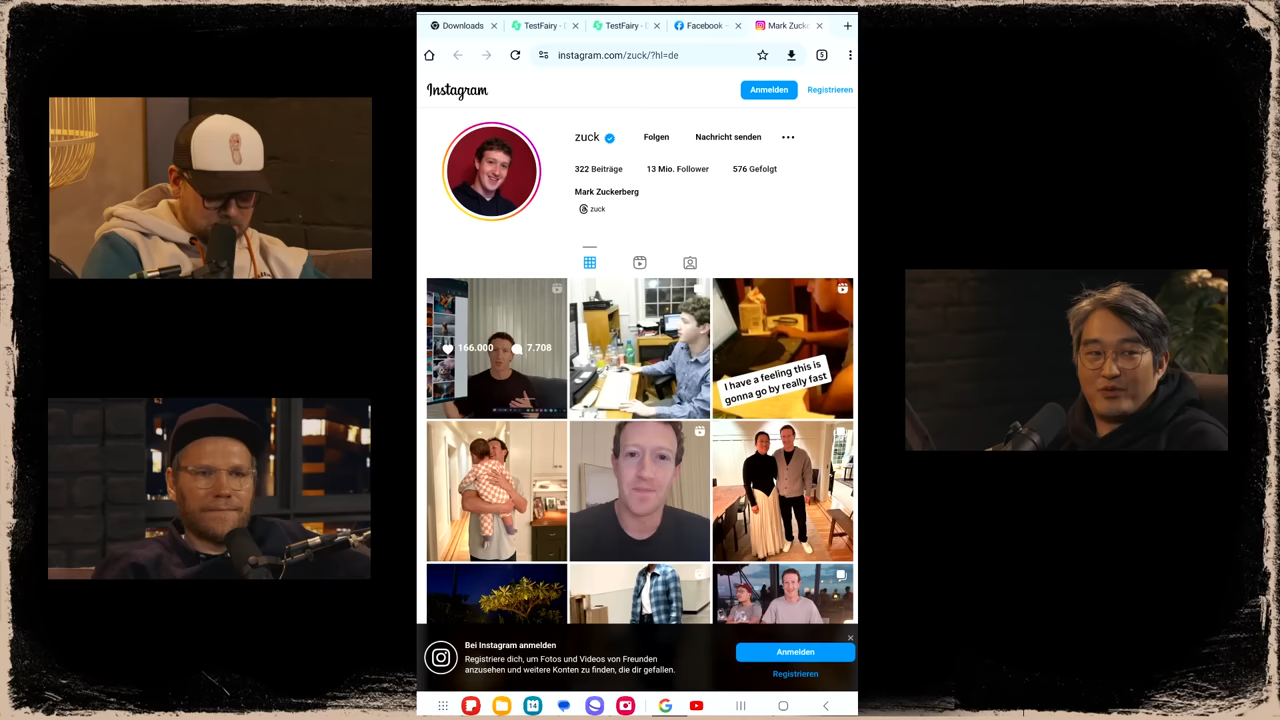 Downloads
TestFairy
TestFairy
Facebook
Mark Zucke
instagram.com/zuck/?hl=de
5
Instagram
Anmelden
Registrieren
zuck
Folgen
Nachricht senden
322 Beiträge
13 Mio. Follower
576 Gefolgt
Mark Zuckerberg
zuck
166.000
7.708
I have a feeling this is
gonna go by really fast
Bei Instagram anmelden
Registriere dich, um Fotos und Videos von Freunden
anzusehen und weitere Konten zu finden, die dir gefallen.
Anmelden
Registrieren
14